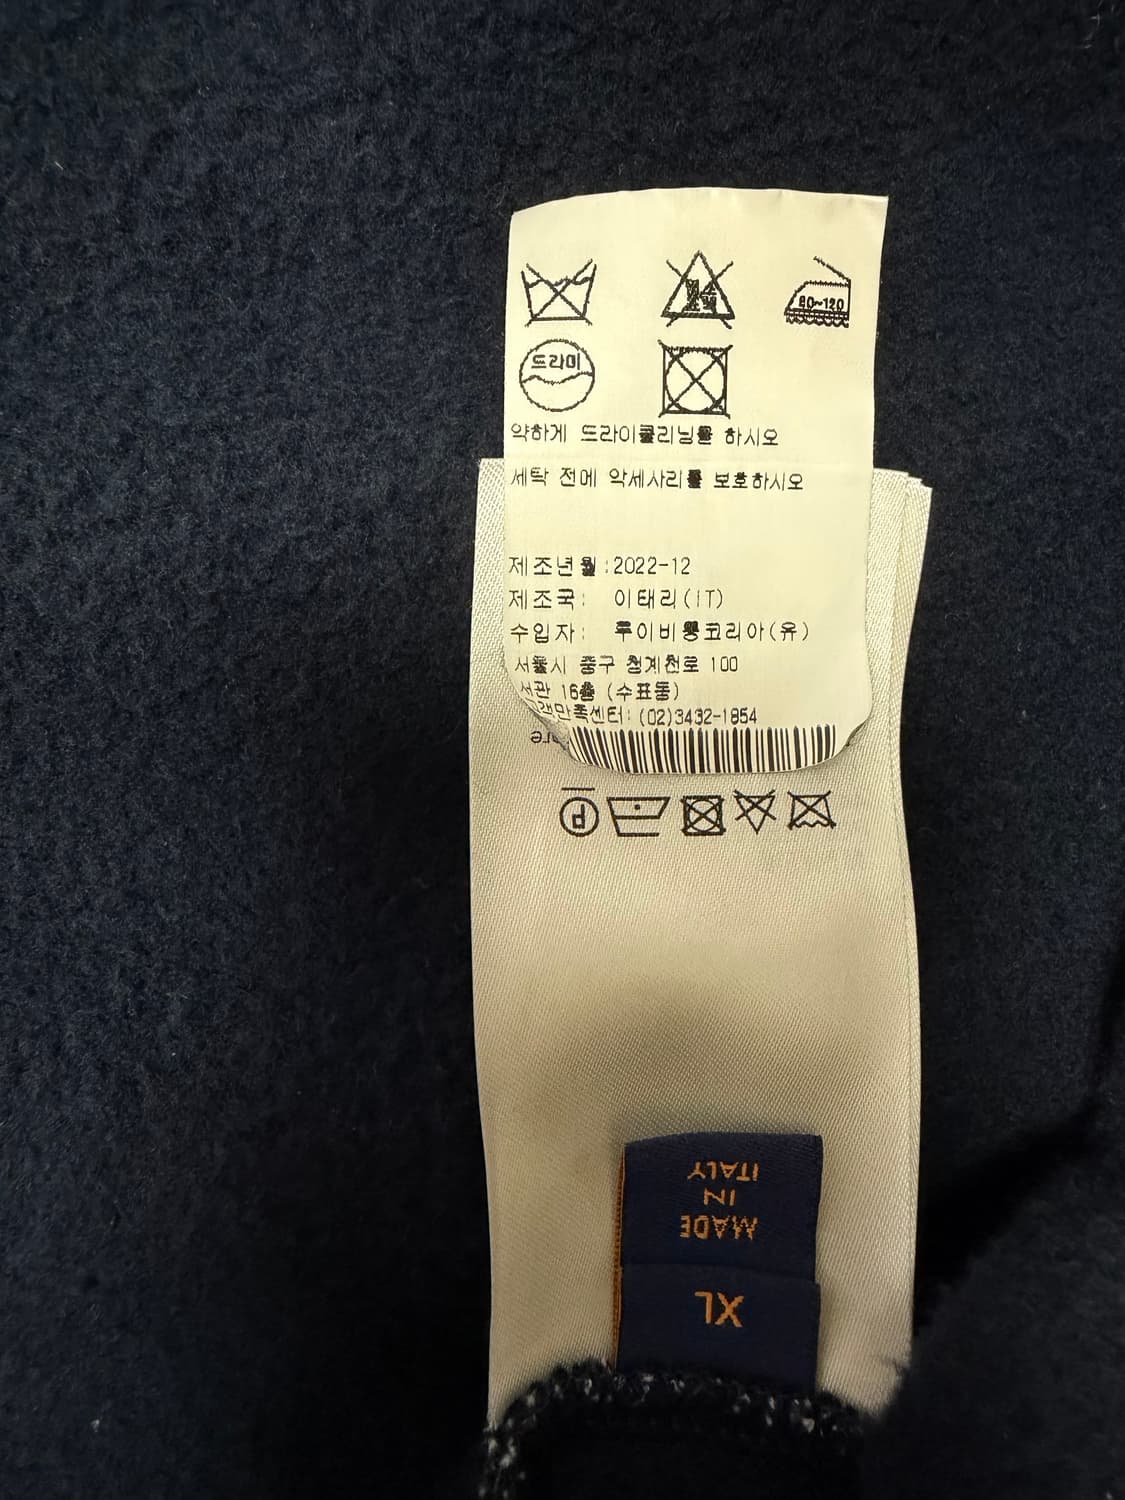 80~120
드라이
약하게 드라이클리닝을 하시오
세탁 전에 악세사리를 보호하시오
제조년월:2022-12
제조국: 이태리(IT)
수입자: 루이비통코리아(유)
서울시 중구 청계천로 100
서관 16층 (수표동)
고객만족센터: (02)3432-1854
P
MADE
IN
ITALY
XL